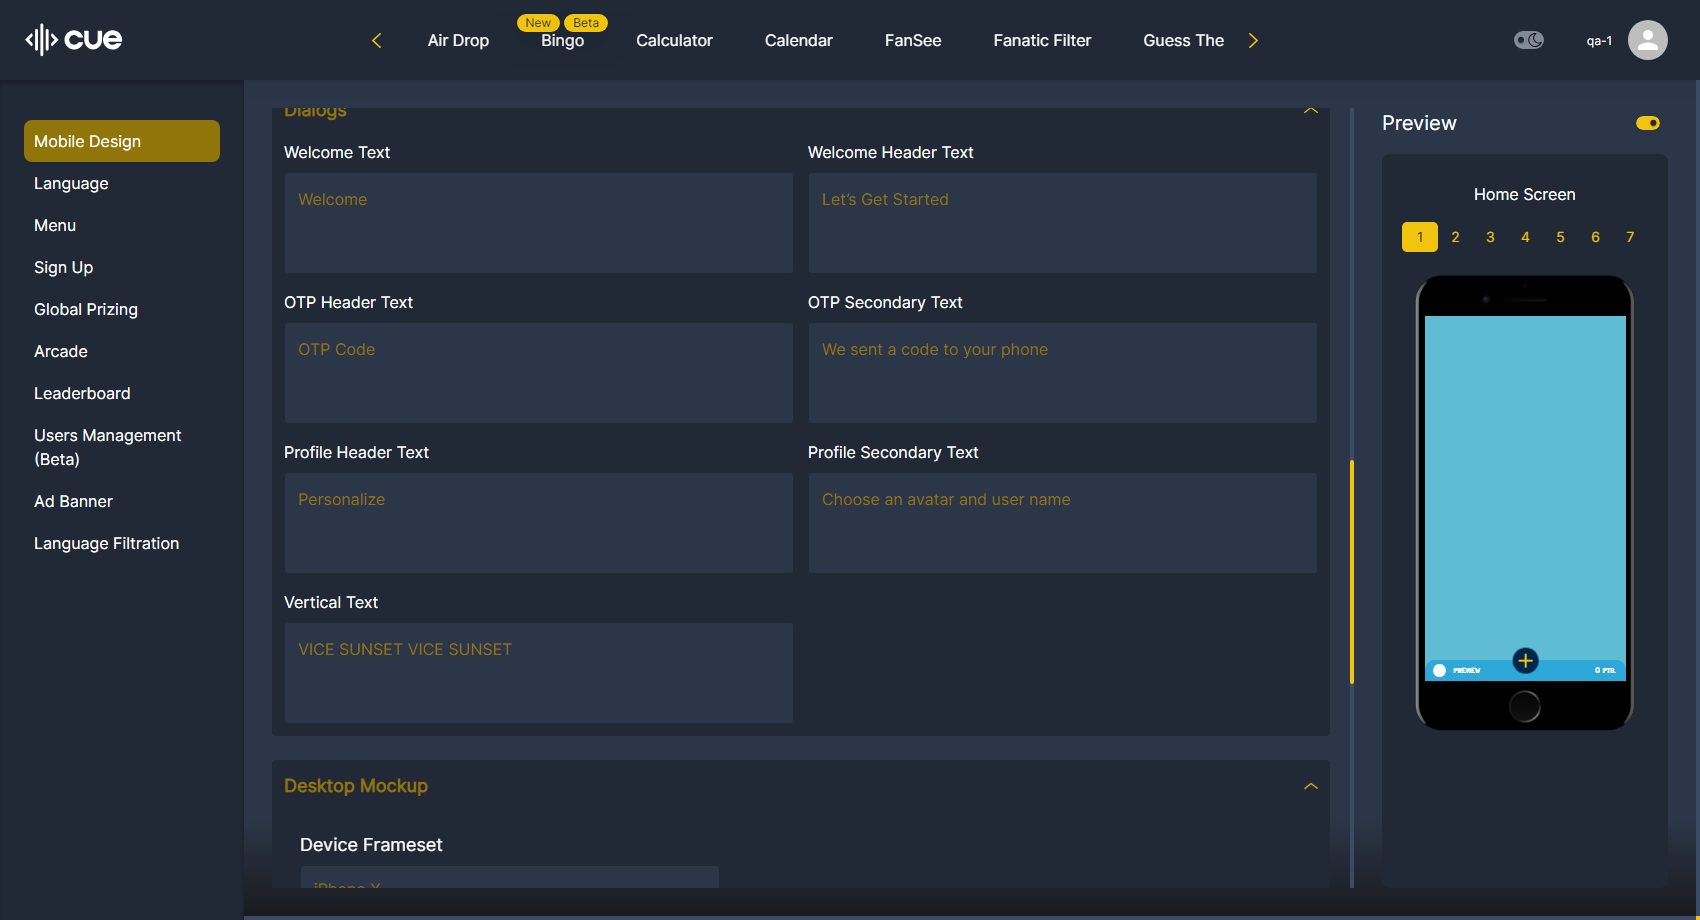 cue
Air Drop
New
Beta
Bingo
Calculator
Calendar
FanSee
Fanatic Filter
Guess The
qa-1
Mobile Design
Language
Menu
Sign Up
Global Prizing
Arcade
Leaderboard
Users Management
(Beta)
Ad Banner
Language Filtration
Dialogs
Welcome Text
Welcome Header Text
Welcome
Let's Get Started
OTP Header Text
OTP Secondary Text
OTP Code
We sent a code to your phone
Profile Header Text
Profile Secondary Text
Personalize
Choose an avatar and user name
Vertical Text
VICE SUNSET VICE SUNSET
Desktop Mockup
Device Frameset
iPhone X
Preview
Home Screen
1 2 3 4 5 6 7
PREVIEW
0 PTS.